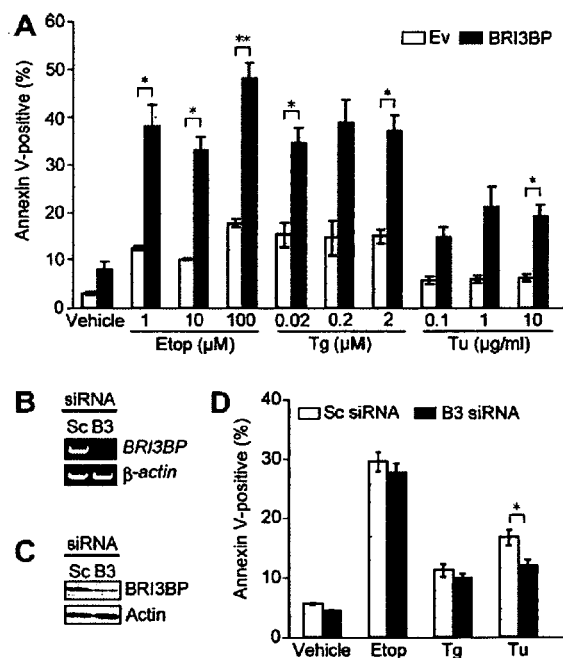 A
Annexin V-positive (%)
60
50
40
30
20
10
0
Ev BRI3BP
* * ** * * *
Vehicle 1 10 100 0.02 0.2 2 0.1 1 10
Etop (μM) Tg (μM) Tu (μg/ml)
B
siRNA
Sc B3
BRI3BP
β-actin
C
siRNA
Sc B3
BRI3BP
Actin
D
Annexin V-positive (%)
40
30
20
10
0
Sc siRNA B3 siRNA
*
Vehicle Etop Tg Tu